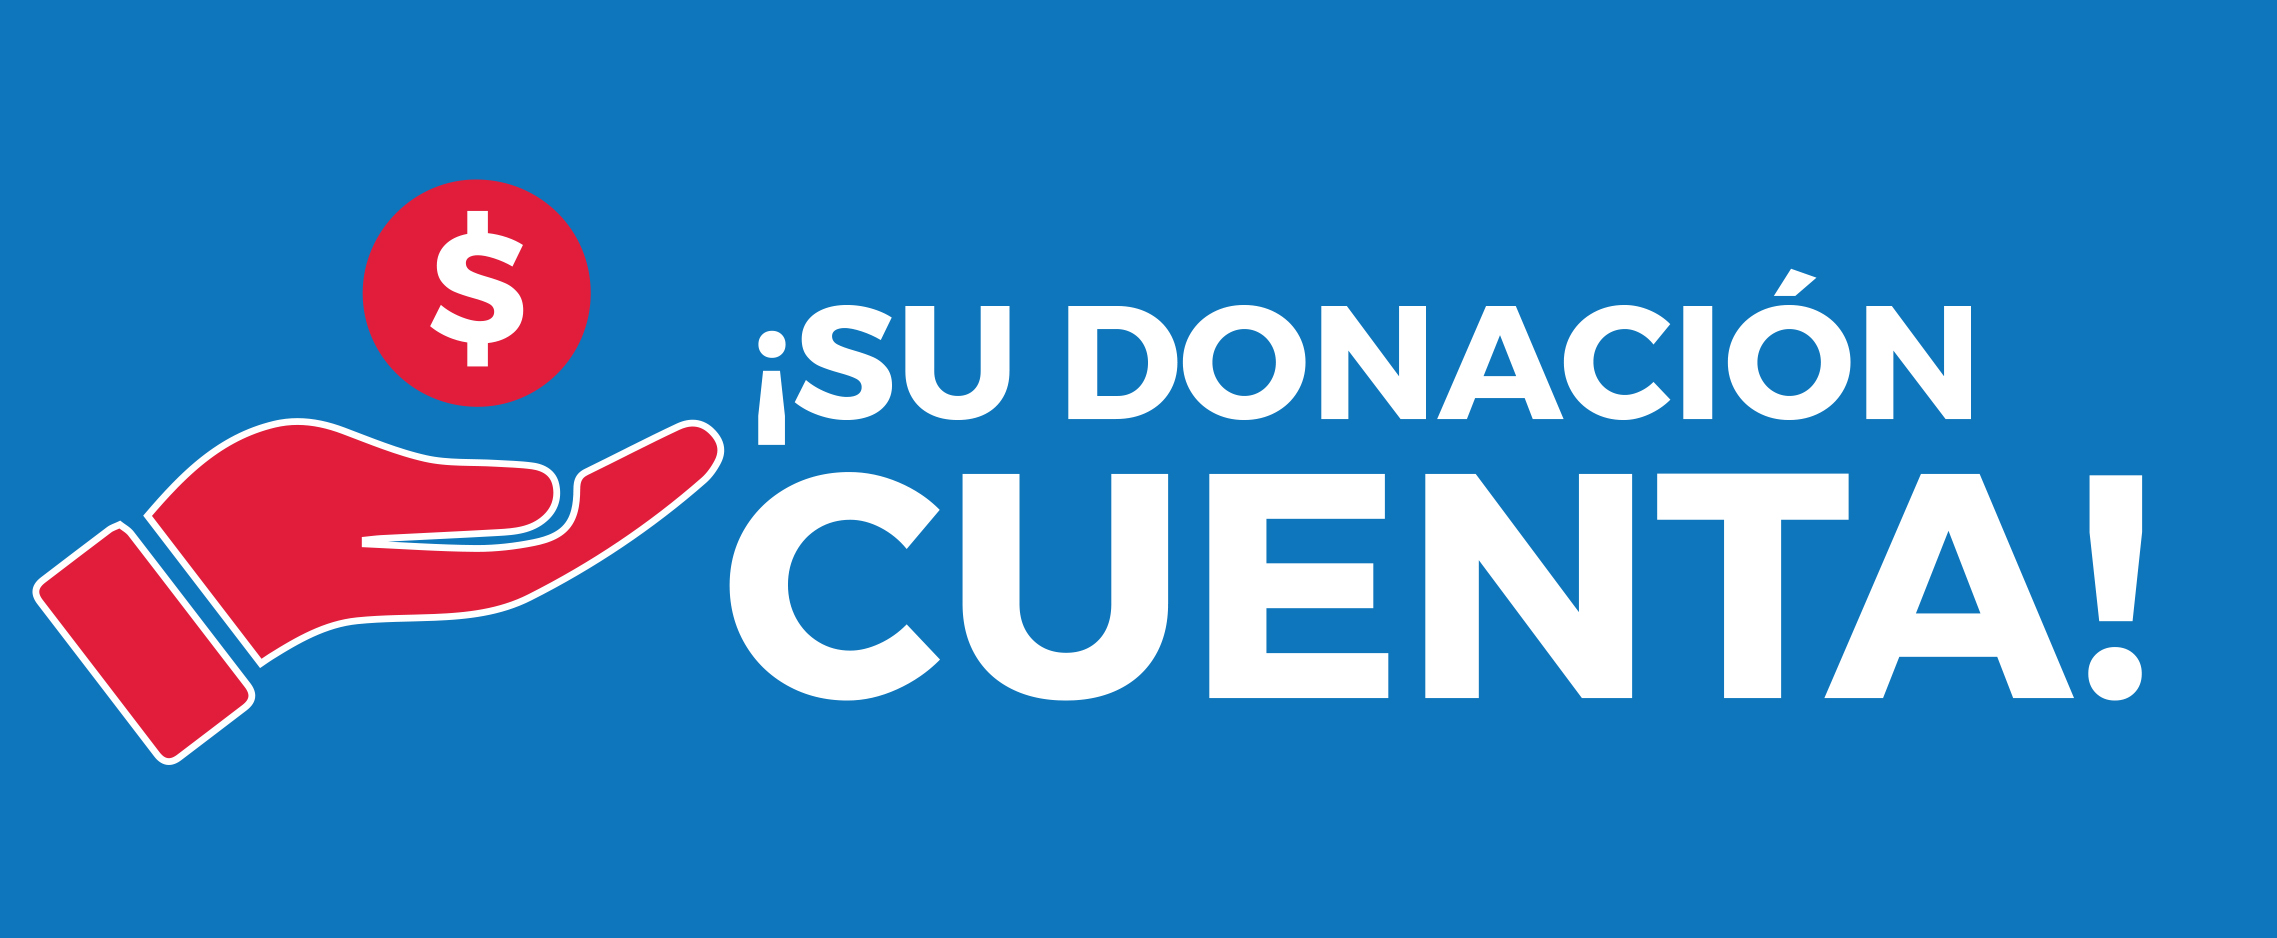 $
¡SU DONACIÓN
CUENTA!